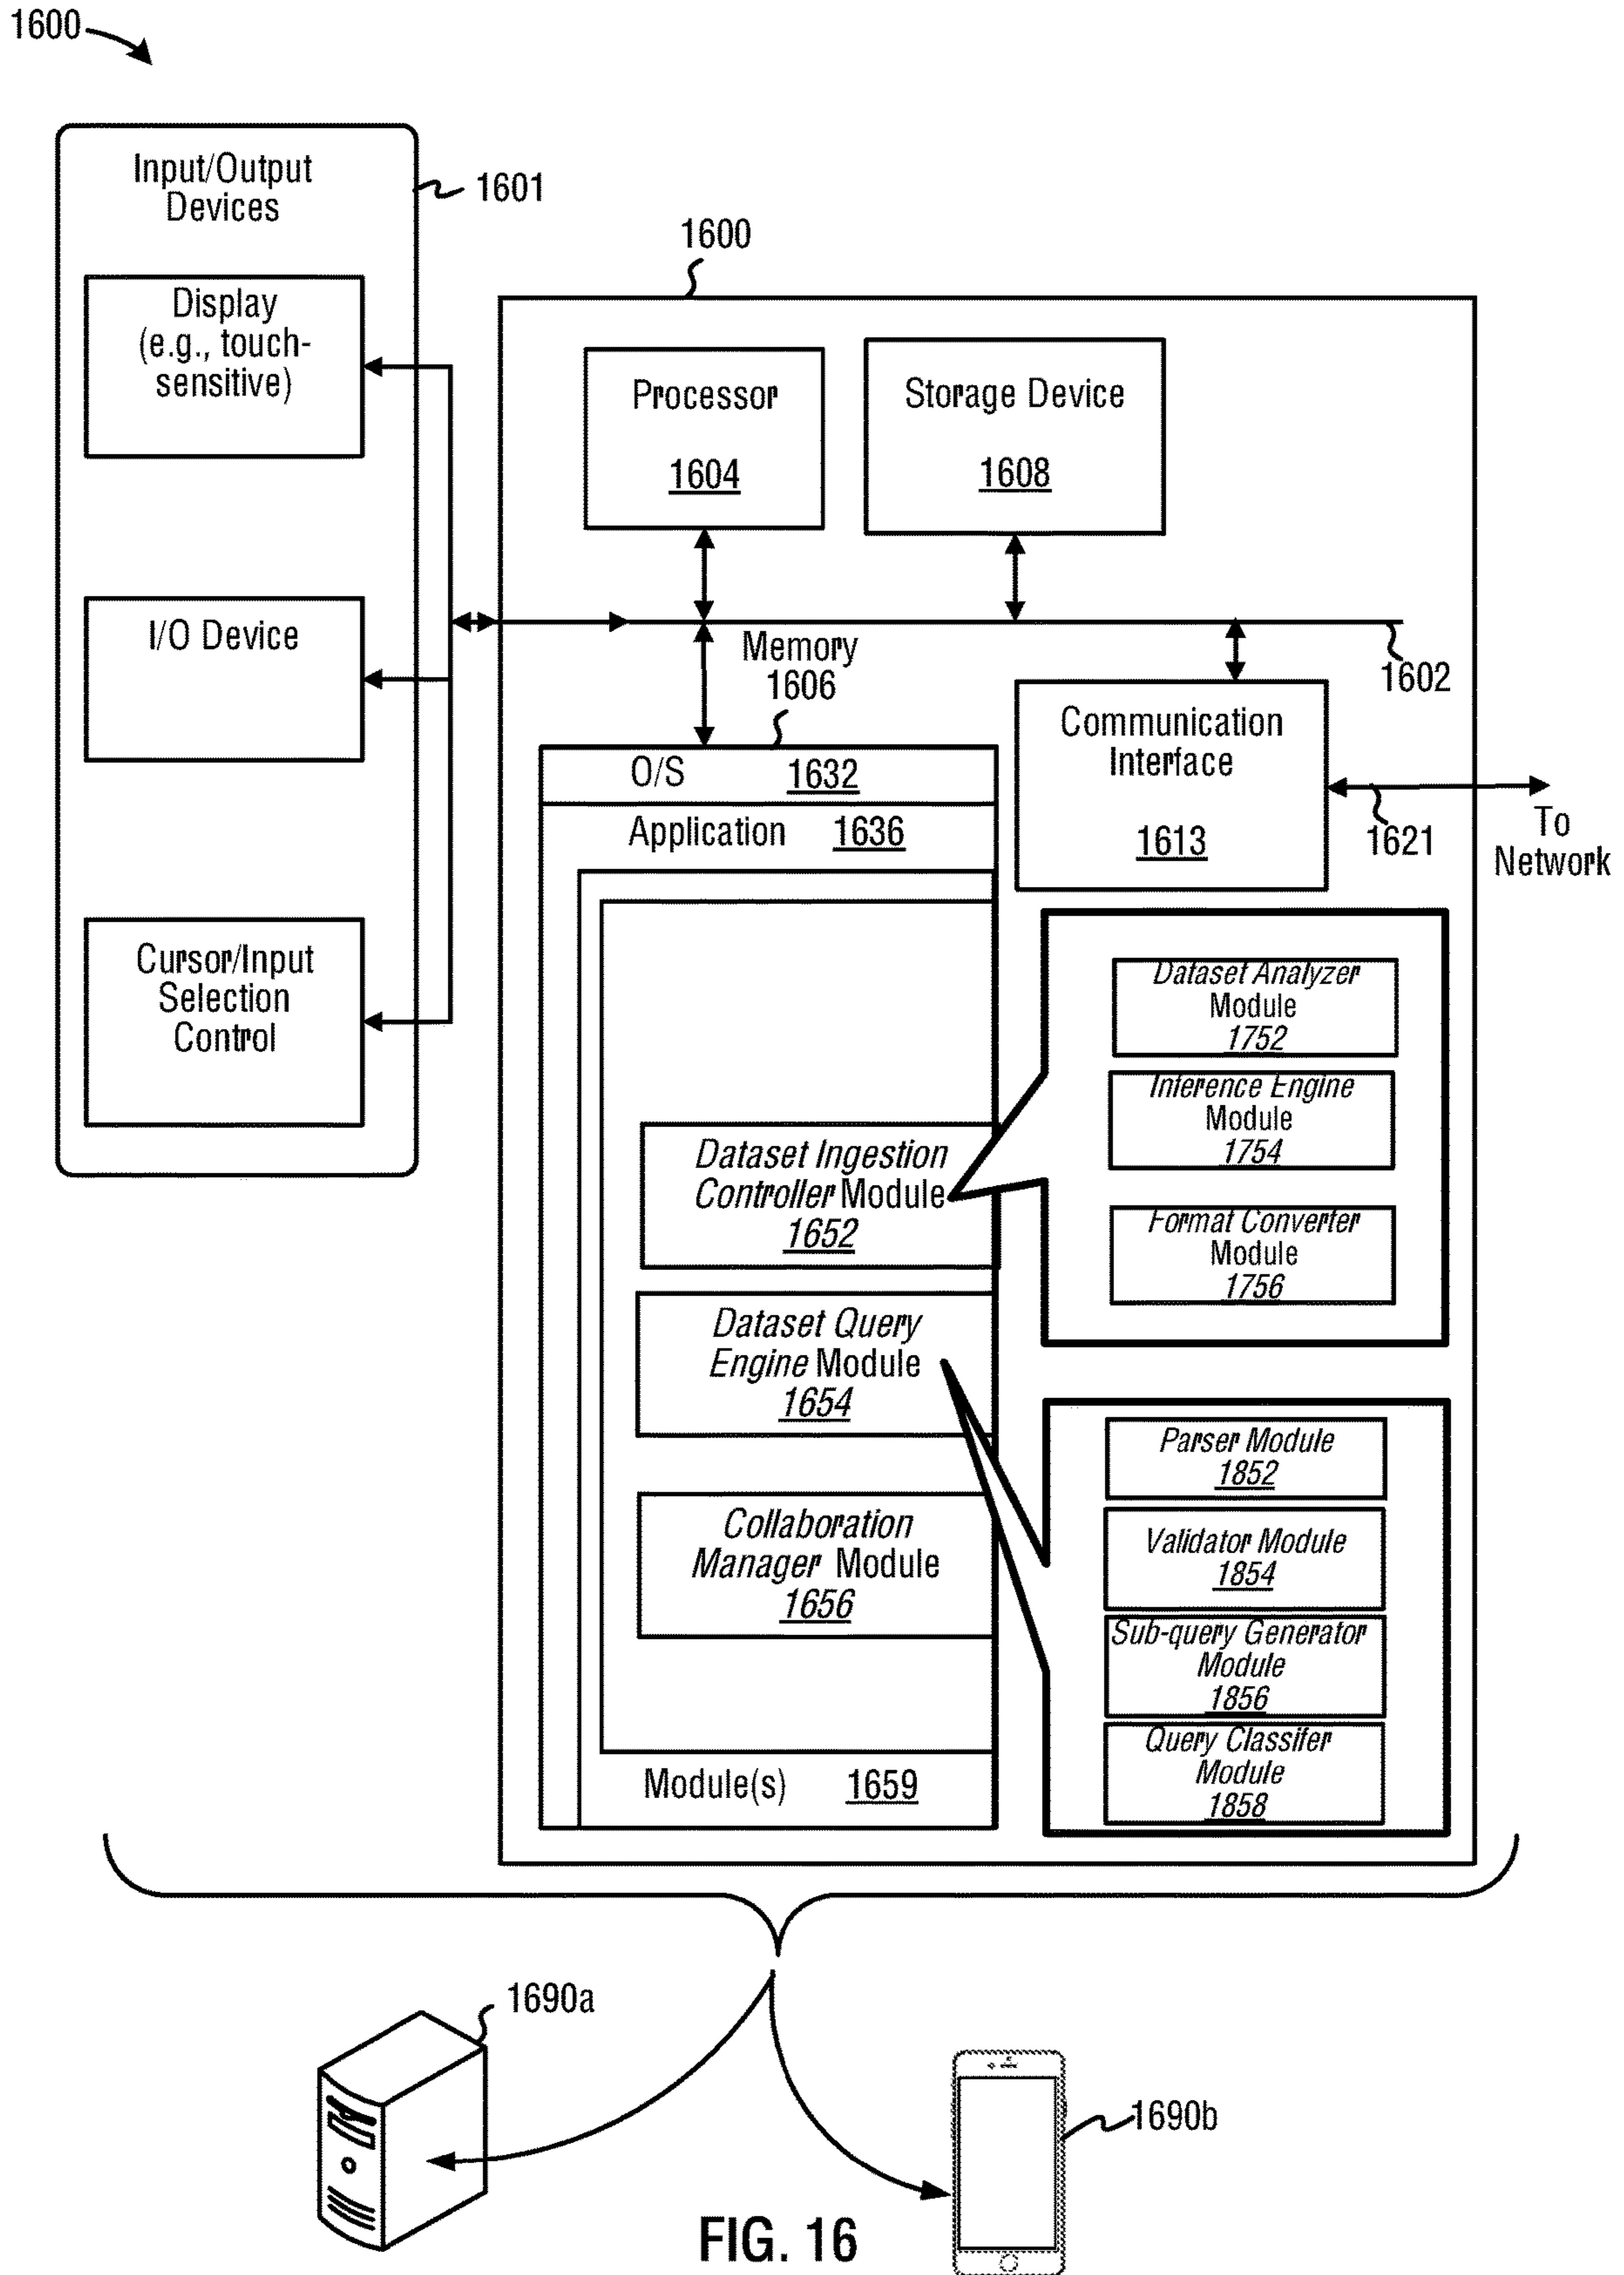 1600
Input/Output
Devices
1601
Display
(e.g., touch-
sensitive)
I/O Device
Cursor/Input
Selection
Control
1600
Processor
1604
Storage Device
1608
1602
Memory
1606
Communication
Interface
1613
1621
To
Network
O/S 1632
Application 1636
Dataset Ingestion
Controller Module
1652
Dataset Query
Engine Module
1654
Collaboration
Manager Module
1656
Module(s) 1659
Dataset Analyzer
Module
1752
Inference Engine
Module
1754
Format Converter
Module
1756
Parser Module
1852
Validator Module
1854
Sub-query Generator
Module
1856
Query Classifer
Module
1858
1690a
1690b
FIG. 16